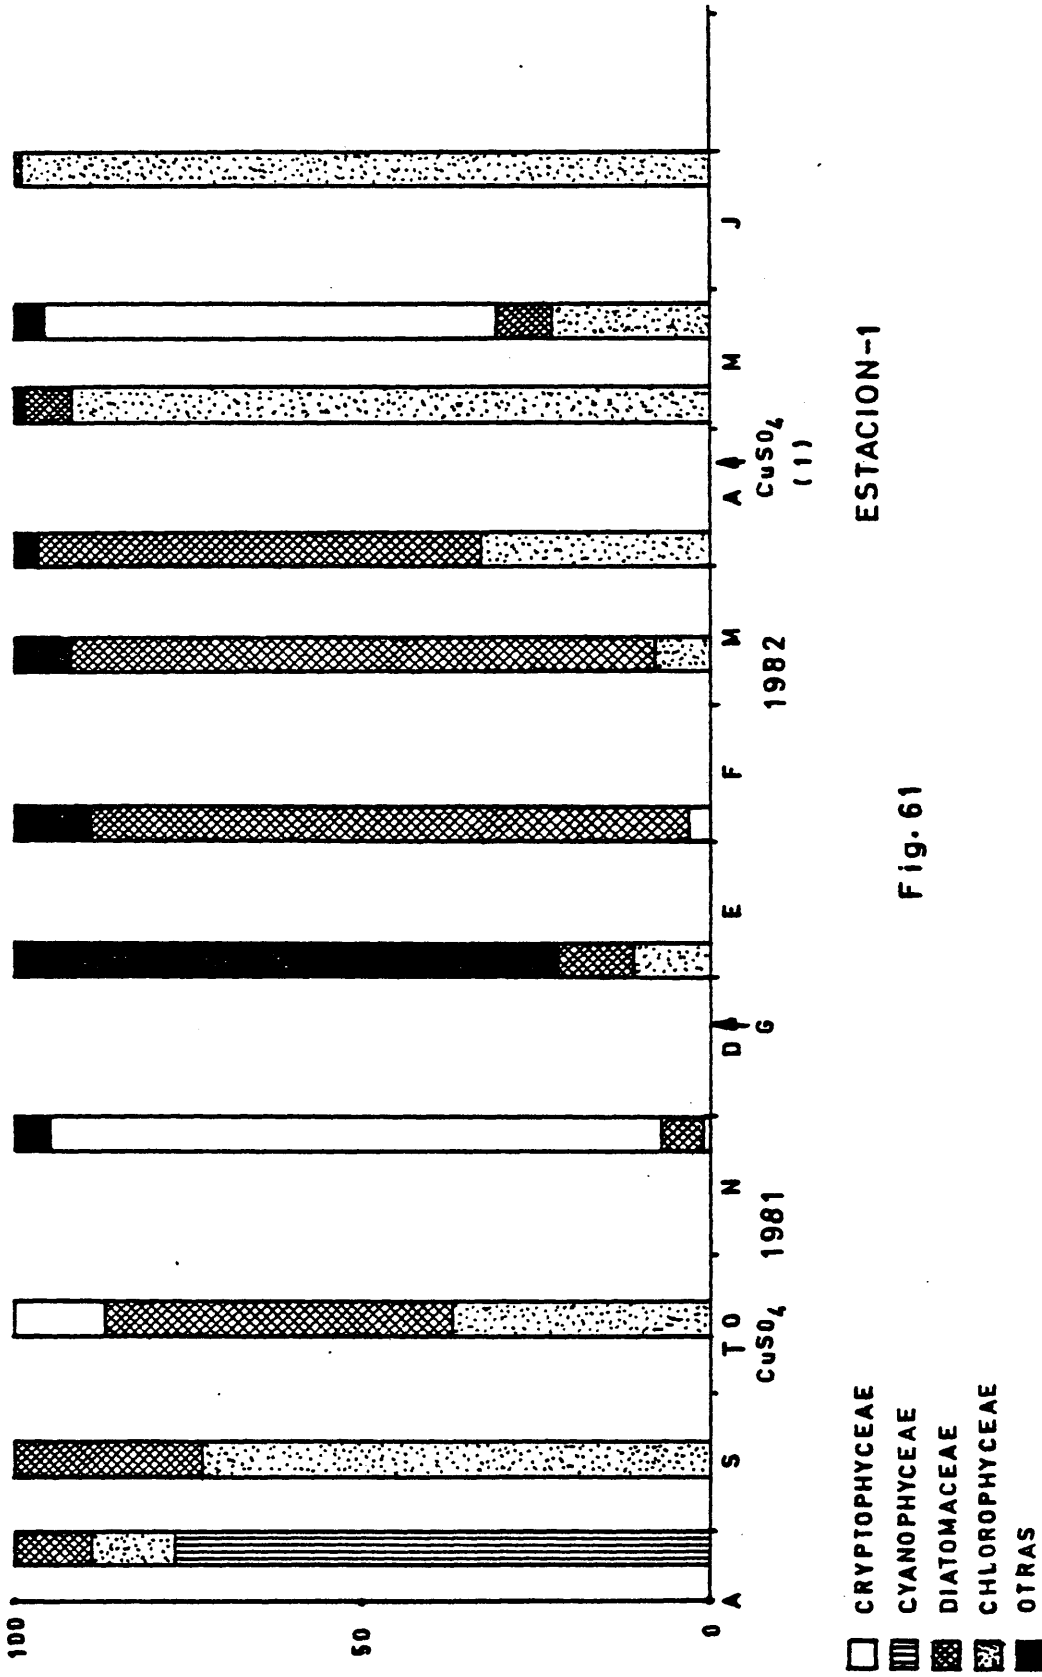 100
50
0
A S T O N D E F M A M J
CuSO4 1981 G 1982 CuSO4
(1)
ESTACION-1
Fig. 61
CRYPTOPHYCEAE
CYANOPHYCEAE
DIATOMACEAE
CHLOROPHYCEAE
OTRAS